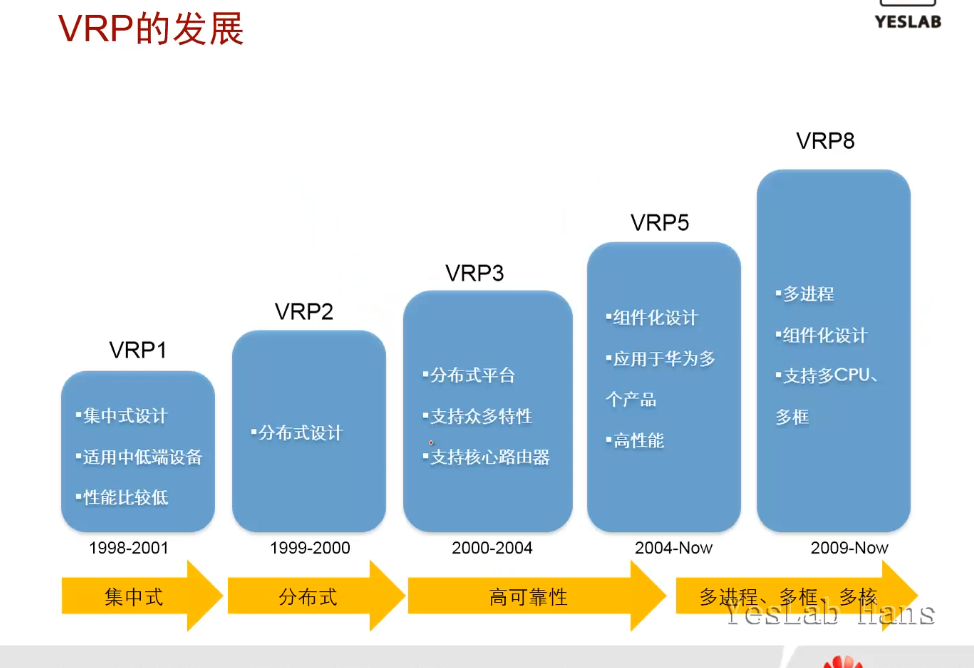 VRP的发展
YESLAB
VRP1
▪集中式设计
▪适用中低端设备
▪性能比较低
1998-2001
VRP2
▪分布式设计
1999-2000
VRP3
▪分布式平台
▪支持众多特性
▪支持核心路由器
2000-2004
VRP5
▪组件化设计
▪应用于华为多
个产品
▪高性能
2004-Now
VRP8
▪多进程
▪组件化设计
▪支持多CPU、
多框
2009-Now
集中式
分布式
高可靠性
多进程、多框、多核
YesLab Hans